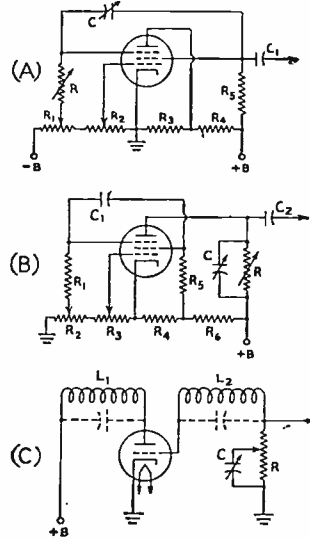 C
(A)
C1
R
R5
R1 R2 R3 R4
-B +B
C1
C2
(B)
C
R
R1
R5
R2 R3 R4 R6
+B
L1 L2
(C)
C
R
+B